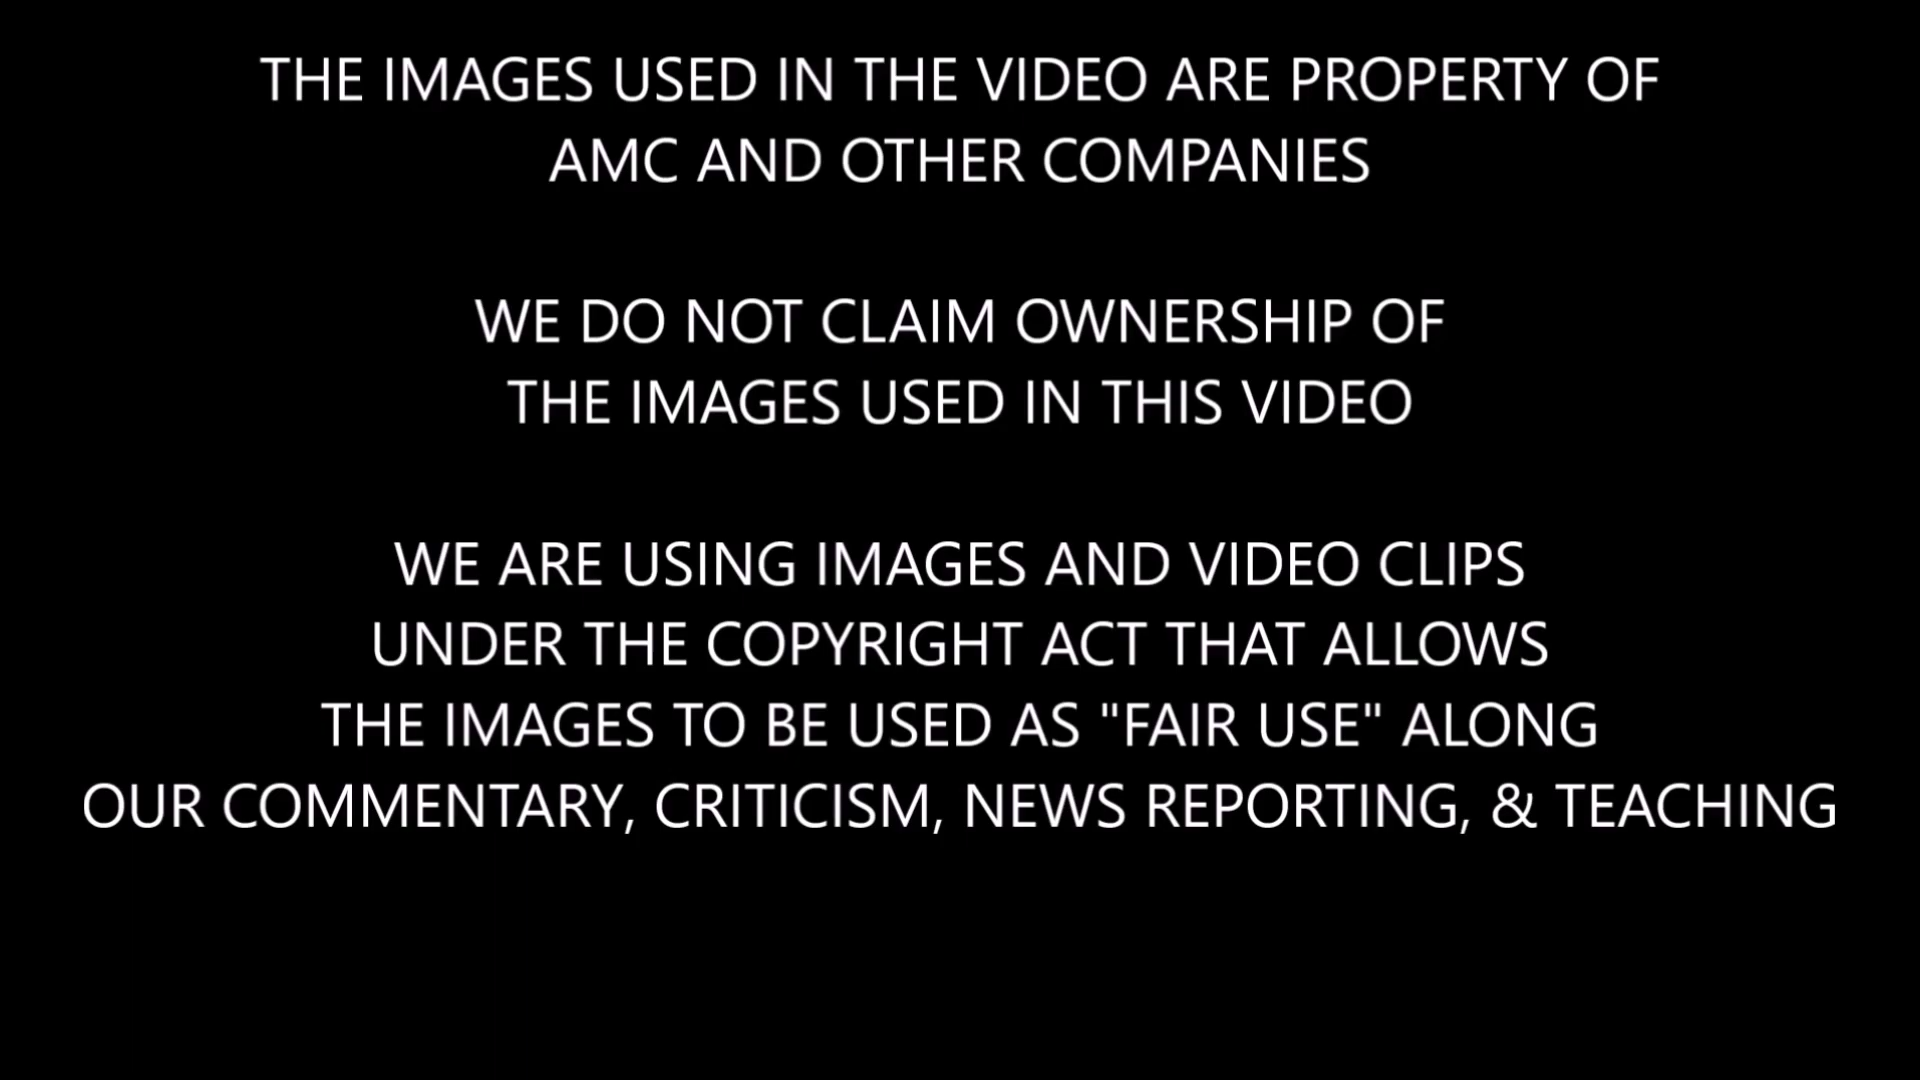 THE IMAGES USED IN THE VIDEO ARE PROPERTY OF
AMC AND OTHER COMPANIES
WE DO NOT CLAIM OWNERSHIP OF
THE IMAGES USED IN THIS VIDEO
WE ARE USING IMAGES AND VIDEO CLIPS
UNDER THE COPYRIGHT ACT THAT ALLOWS
THE IMAGES TO BE USED AS "FAIR USE" ALONG
OUR COMMENTARY, CRITICISM, NEWS REPORTING, & TEACHING